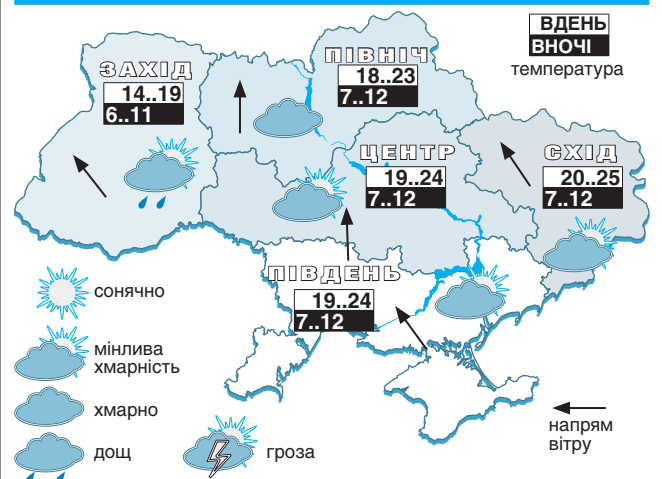 ВДЕНЬ
ВНОЧІ
температура
ПІВНІЧ
18..23
7..12
ЗАХІД
14..19
6..11
ЦЕНТР
19..24
7..12
СХІД
20..25
7..12
ПІВДЕНЬ
19..24
7..12
сонячно
мінлива
хмарність
хмарно
дощ
гроза
напрям
вітру